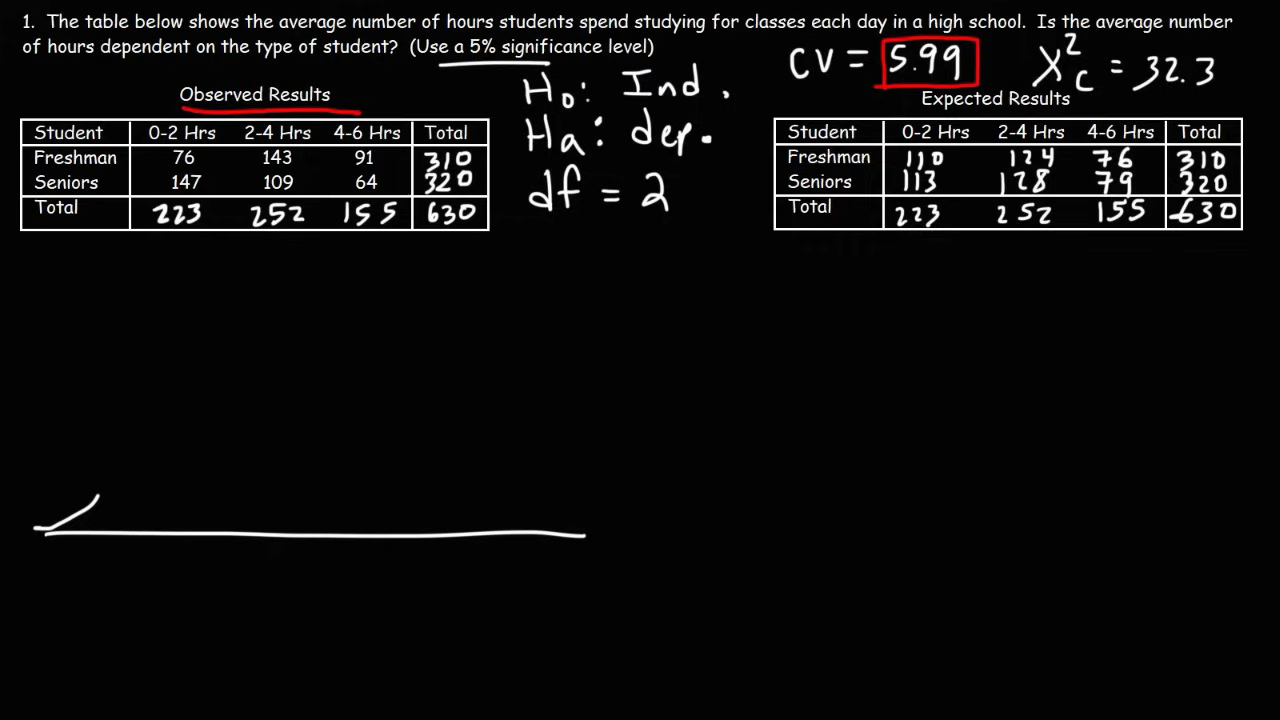 1. The table below shows the average number of hours students spend studying for classes each day in a high school. Is the average number
of hours dependent on the type of student? (Use a 5% significance level)
CV = 5.99
X²c = 32.3
Observed Results
Student 0-2 Hrs 2-4 Hrs 4-6 Hrs Total
Freshman 76 143 91 310
Seniors 147 109 64 320
Total 223 252 155 630
Ho: Ind.
Ha: dep.
df = 2
Expected Results
Student 0-2 Hrs 2-4 Hrs 4-6 Hrs Total
Freshman 110 124 76 310
Seniors 113 128 79 320
Total 223 252 155 630